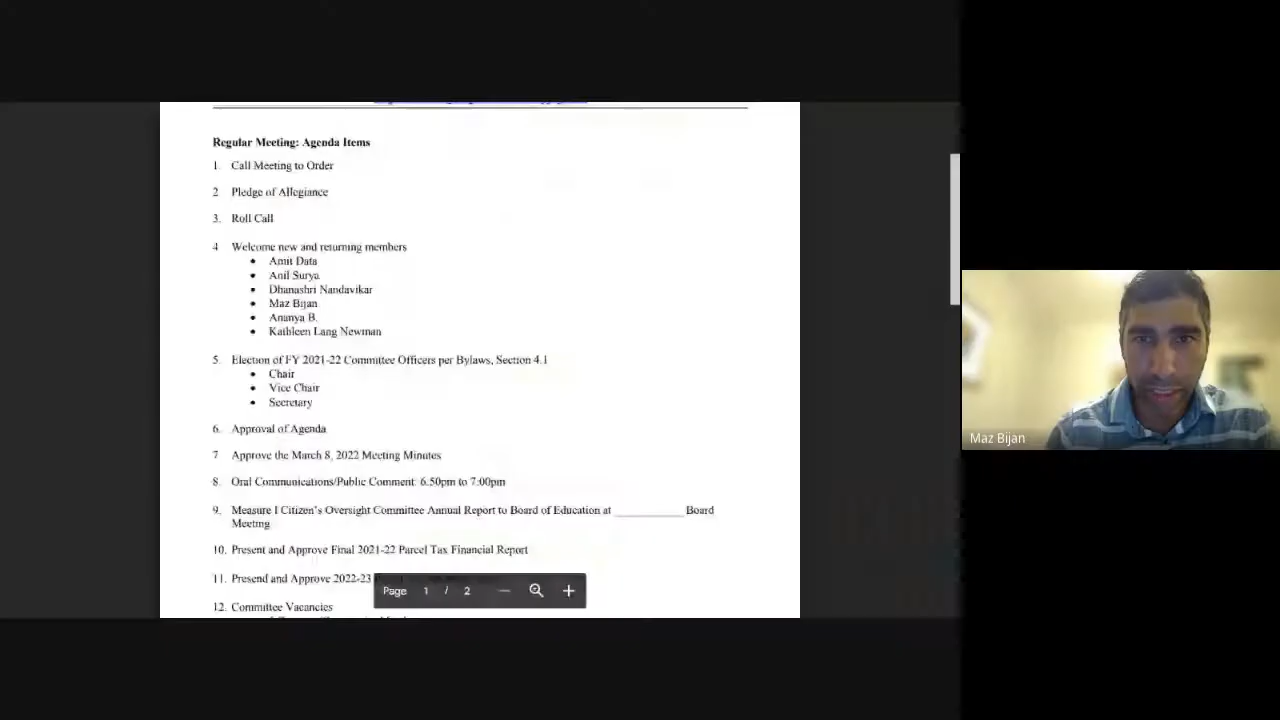 Regular Meeting: Agenda Items
1. Call Meeting to Order
2 Pledge of Allegiance
3. Roll Call
4 Welcome new and returning members
• Amit Data
• Anil Surya
• Dhanashri Nandavikar
• Maz Bijan
• Ananya B.
• Kathleen Lang Newman
5. Election of FY 2021-22 Committee Officers per Bylaws, Section 4.1
• Chair
• Vice Chair
• Secretary
6. Approval of Agenda
7 Approve the March 8, 2022 Meeting Minutes
8. Oral Communications/Public Comment: 6:50pm to 7:00pm
9. Measure I Citizen's Oversight Committee Annual Report to Board of Education at ____________ Board
Meeting
10. Present and Approve Final 2021-22 Parcel Tax Financial Report
11. Presend and Approve 2022-23
Page 1 / 2
12. Committee Vacancies
Maz Bijan